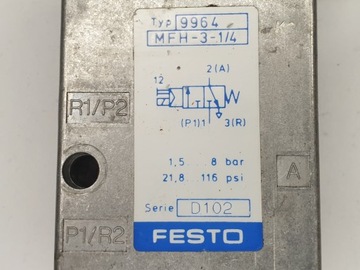 Typ 9964
MFH-3-1/4
12 2(A)
(P1)1 3(R)
R1/P2
A
1,5 8 bar
21,8 116 psi
P1/R2
Serie D102
FESTO